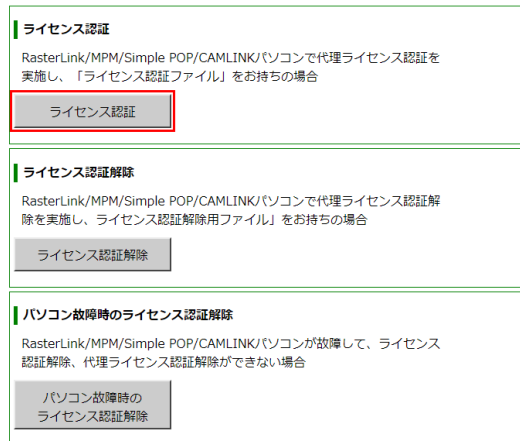 ライセンス認証
RasterLink/MPM/Simple POP/CAMLINKパソコンで代理ライセンス認証を
実施し、「ライセンス認証ファイル」をお持ちの場合
ライセンス認証
ライセンス認証解除
RasterLink/MPM/Simple POP/CAMLINKパソコンで代理ライセンス認証解
除を実施し、ライセンス認証解除用ファイル」をお持ちの場合
ライセンス認証解除
パソコン故障時のライセンス認証解除
RasterLink/MPM/Simple POP/CAMLINKパソコンが故障して、ライセンス
認証解除、代理ライセンス認証解除ができない場合
パソコン故障時の
ライセンス認証解除